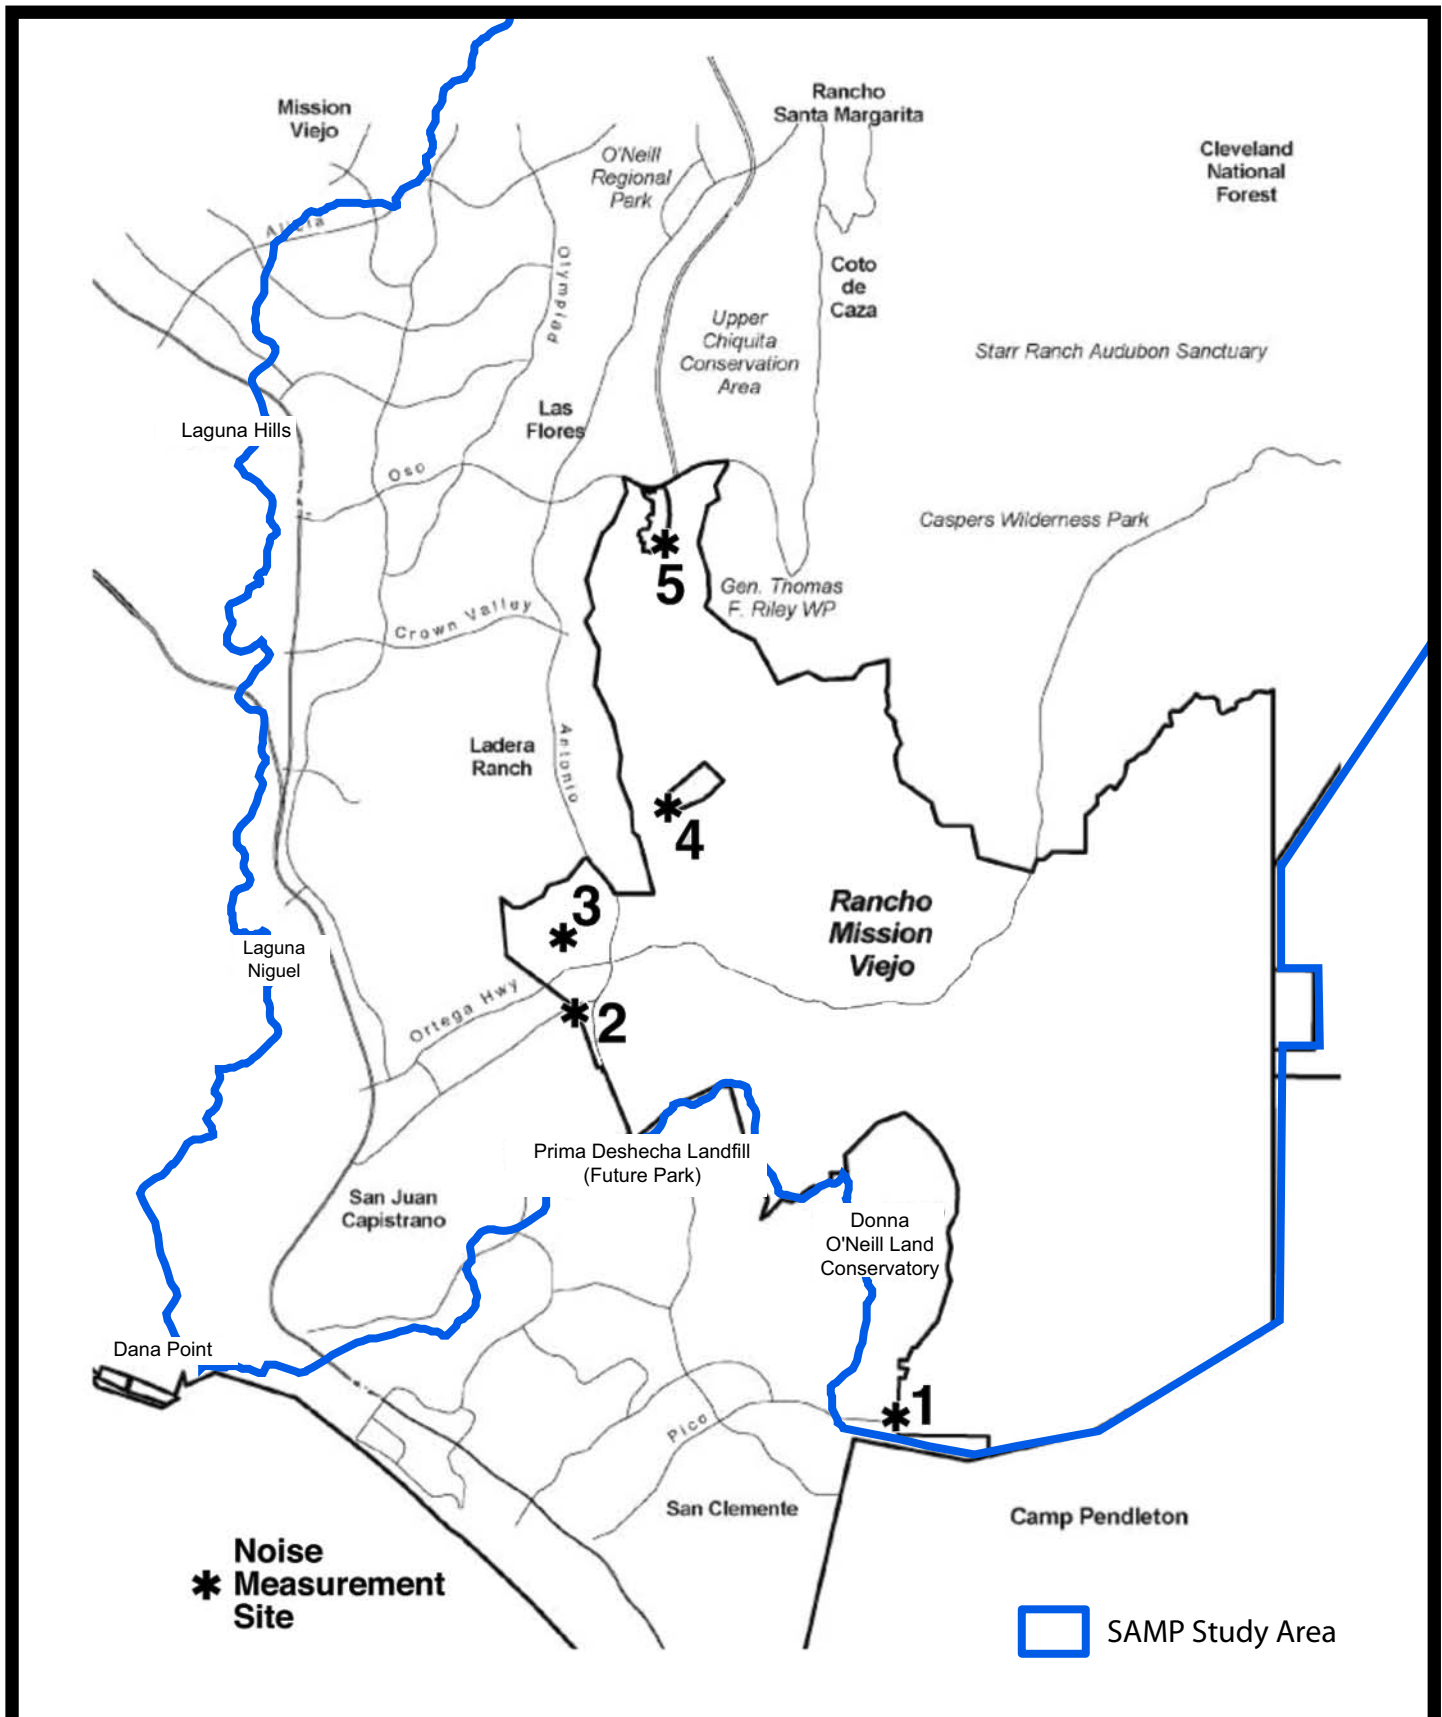 Mission
Viejo
Rancho
Santa Margarita
O'Neill
Regional
Park
Cleveland
National
Forest
Alicia
Olympiad
Coto
de
Caza
Upper
Chiquita
Conservation
Area
Starr Ranch Audubon Sanctuary
Las
Flores
Laguna Hills
Oso
Caspers Wilderness Park
5
Gen. Thomas
F. Riley WP
Crown Valley
Antonio
Ladera
Ranch
4
3
Rancho
Mission
Viejo
Laguna
Niguel
Ortega Hwy
2
Prima Deshecha Landfill
(Future Park)
San Juan
Capistrano
Donna
O'Neill Land
Conservatory
Dana Point
1
Pico
San Clemente
Camp Pendleton
Noise
Measurement
Site
SAMP Study Area